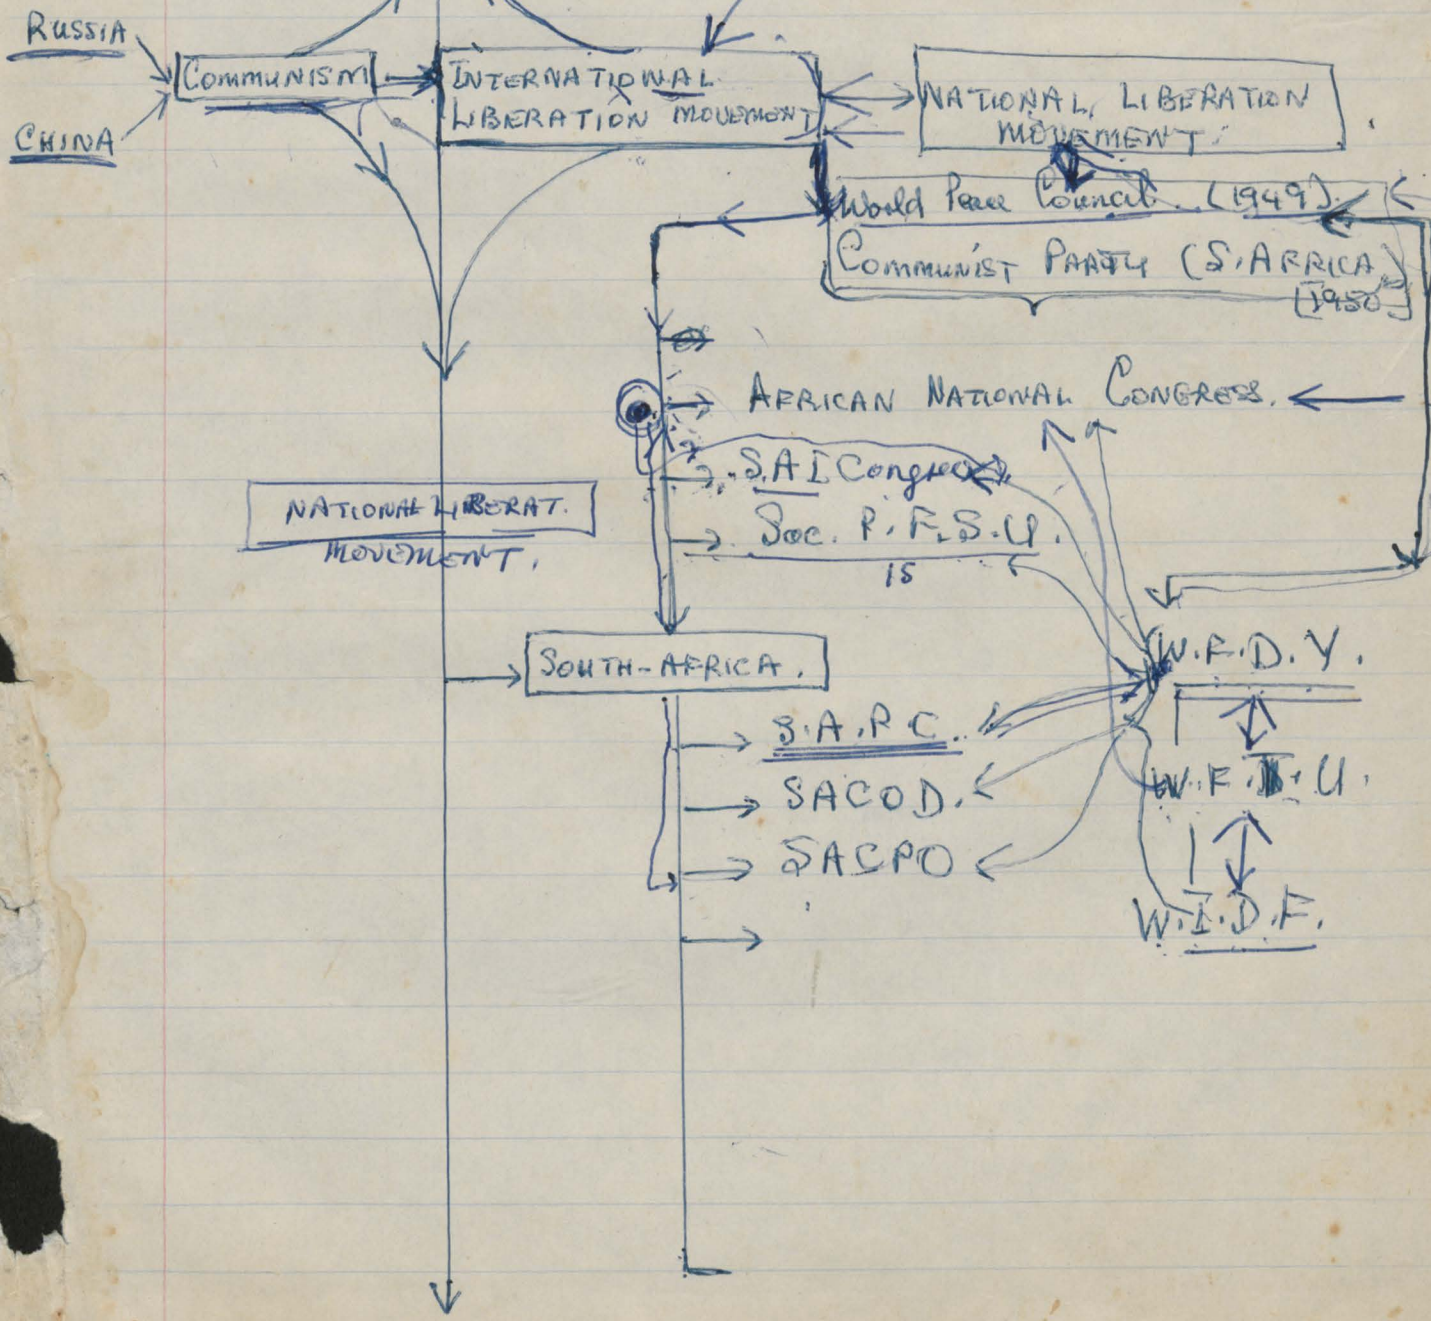 RUSSIA
COMMUNISM
CHINA
INTERNATIONAL
LIBERATION MOVEMENT
NATIONAL LIBERATION
MOVEMENT.
World Peace Council. (1949).
COMMUNIST PARTY (S. AFRICA)
[1950]
AFRICAN NATIONAL CONGRESS.
S.A.I Congress
Soc. P. F. S. U.
15
NATIONAL LIBERAT.
MOVEMENT.
SOUTH-AFRICA.
W.F.D.Y.
S.A.P.C.
W.F.T.U.
SACOD.
SACPO
W.I.D.F.